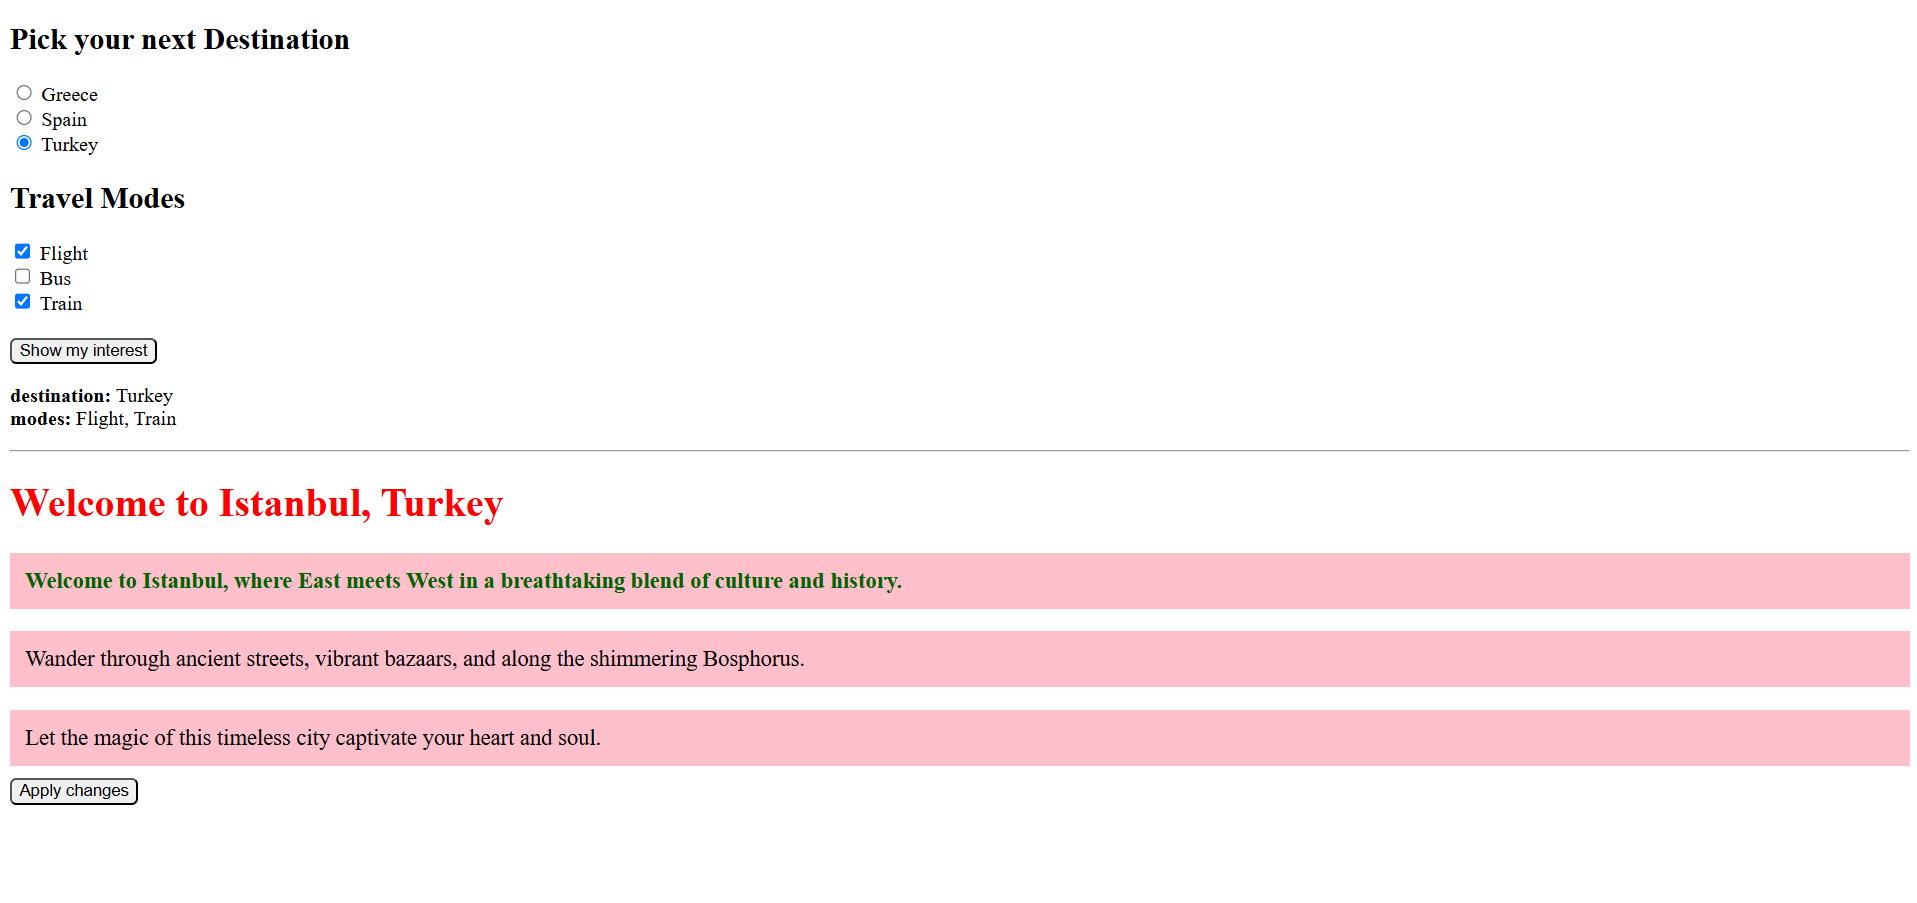 Pick your next Destination
Greece
Spain
Turkey
Travel Modes
Flight
Bus
Train
Show my interest
destination: Turkey
modes: Flight, Train
Welcome to Istanbul, Turkey
Welcome to Istanbul, where East meets West in a breathtaking blend of culture and history.
Wander through ancient streets, vibrant bazaars, and along the shimmering Bosphorus.
Let the magic of this timeless city captivate your heart and soul.
Apply changes